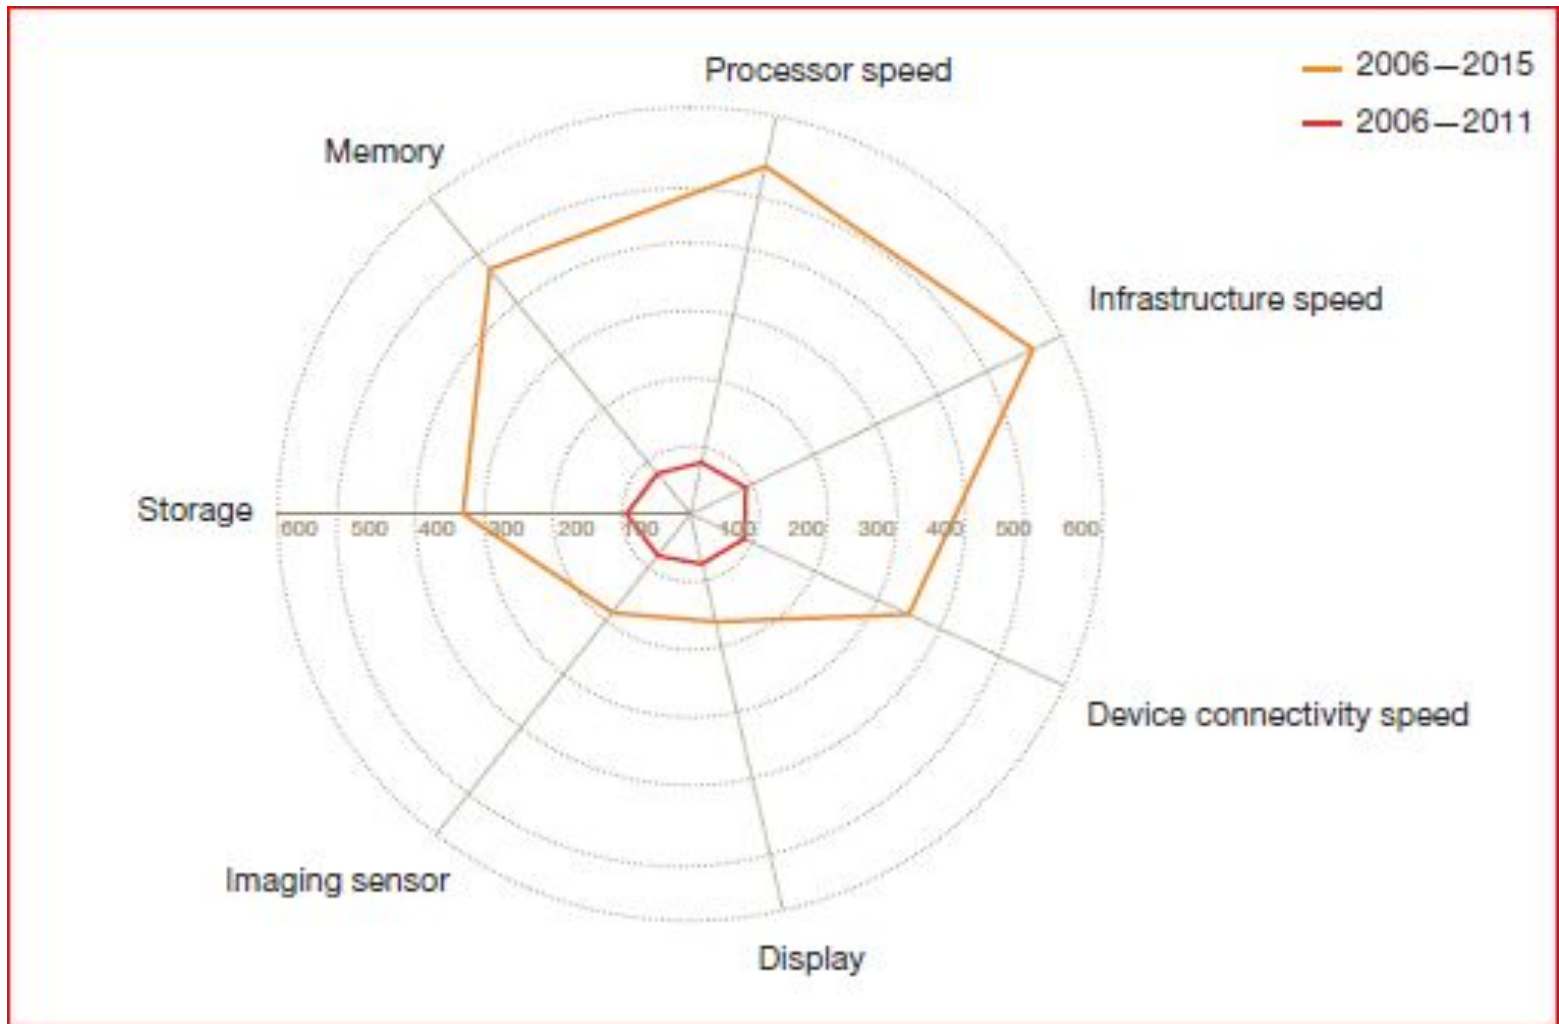 Processor speed
2006—2015
2006—2011
Memory
Infrastructure speed
Storage
600 500 400 300 200 100 100 200 300 400 500 600
Device connectivity speed
Imaging sensor
Display